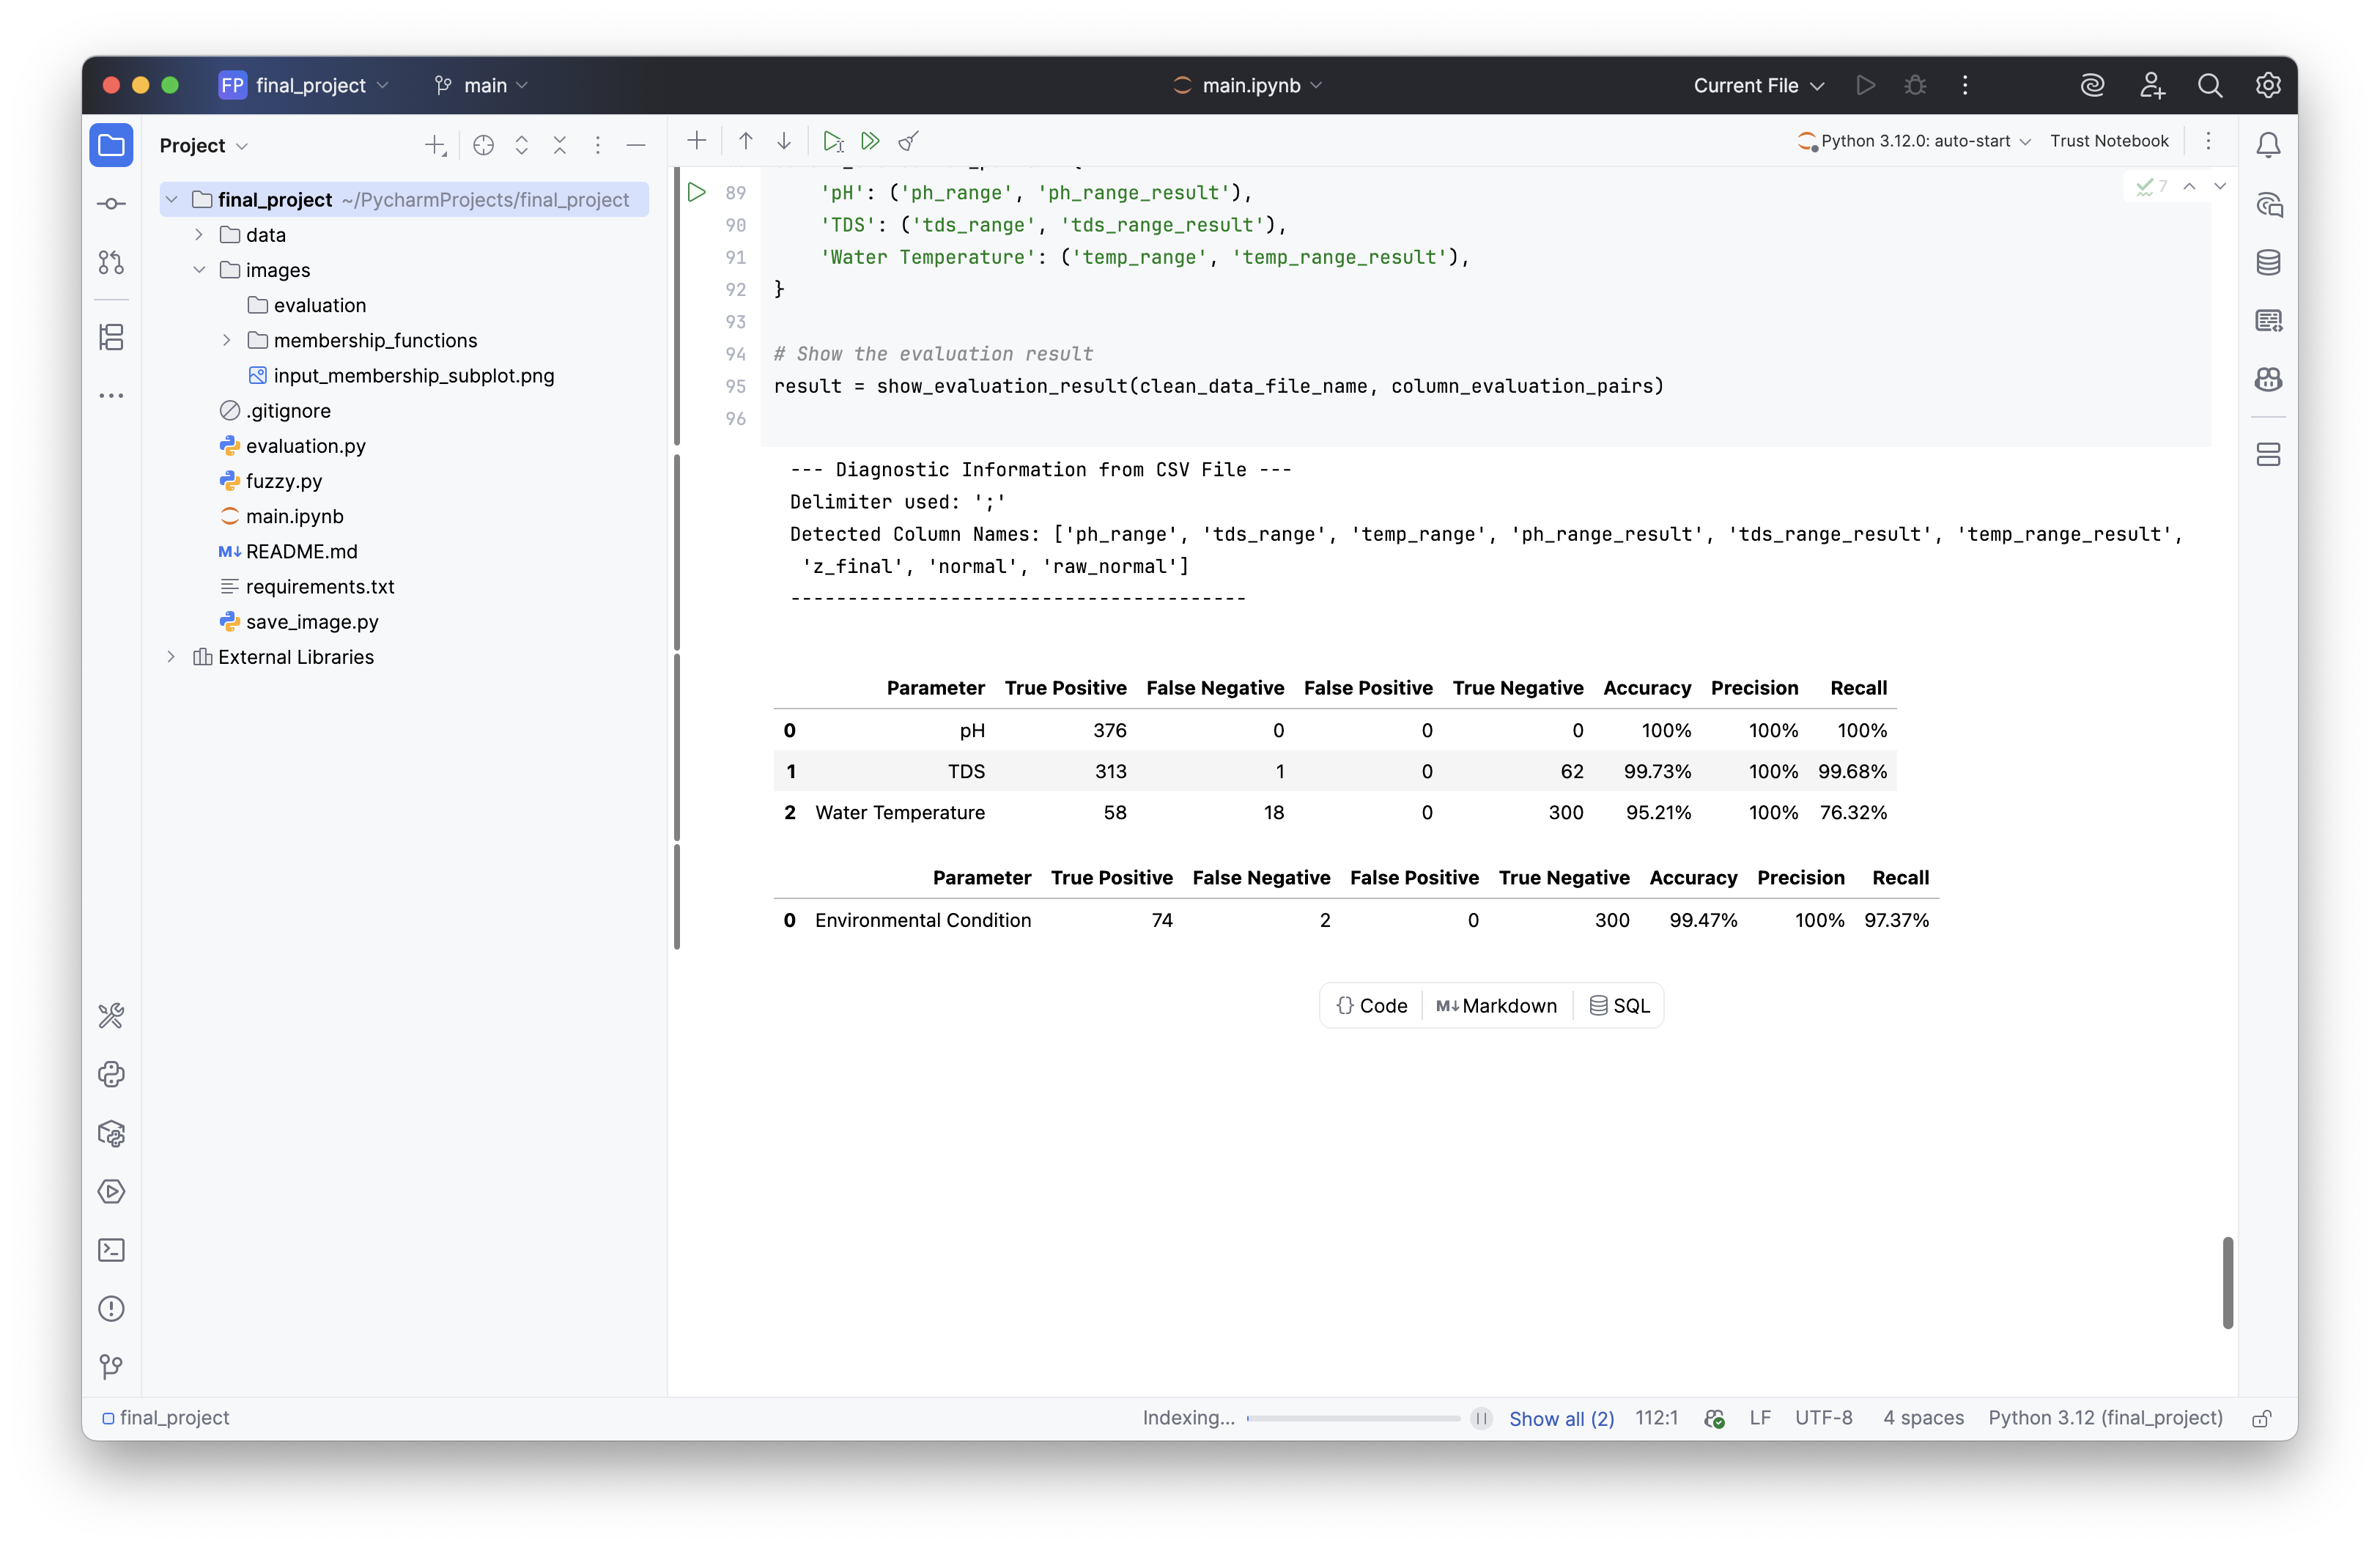 FP final_project main main.ipynb Current File
Project
Python 3.12.0: auto-start Trust Notebook
final_project ~/PycharmProjects/final_project
data
images
evaluation
membership_functions
input_membership_subplot.png
.gitignore
evaluation.py
fuzzy.py
main.ipynb
M↓ README.md
requirements.txt
save_image.py
External Libraries
7
89 'pH': ('ph_range', 'ph_range_result'),
90 'TDS': ('tds_range', 'tds_range_result'),
91 'Water Temperature': ('temp_range', 'temp_range_result'),
92 }
93
94 # Show the evaluation result
95 result = show_evaluation_result(clean_data_file_name, column_evaluation_pairs)
96
--- Diagnostic Information from CSV File ---
Delimiter used: ';'
Detected Column Names: ['ph_range', 'tds_range', 'temp_range', 'ph_range_result', 'tds_range_result', 'temp_range_result',
'z_final', 'normal', 'raw_normal']
----------------------------------------
Parameter True Positive False Negative False Positive True Negative Accuracy Precision Recall
0 pH 376 0 0 0 100% 100% 100%
1 TDS 313 1 0 62 99.73% 100% 99.68%
2 Water Temperature 58 18 0 300 95.21% 100% 76.32%
Parameter True Positive False Negative False Positive True Negative Accuracy Precision Recall
0 Environmental Condition 74 2 0 300 99.47% 100% 97.37%
{} Code M↓ Markdown SQL
final_project Indexing... Show all (2) 112:1 LF UTF-8 4 spaces Python 3.12 (final_project)